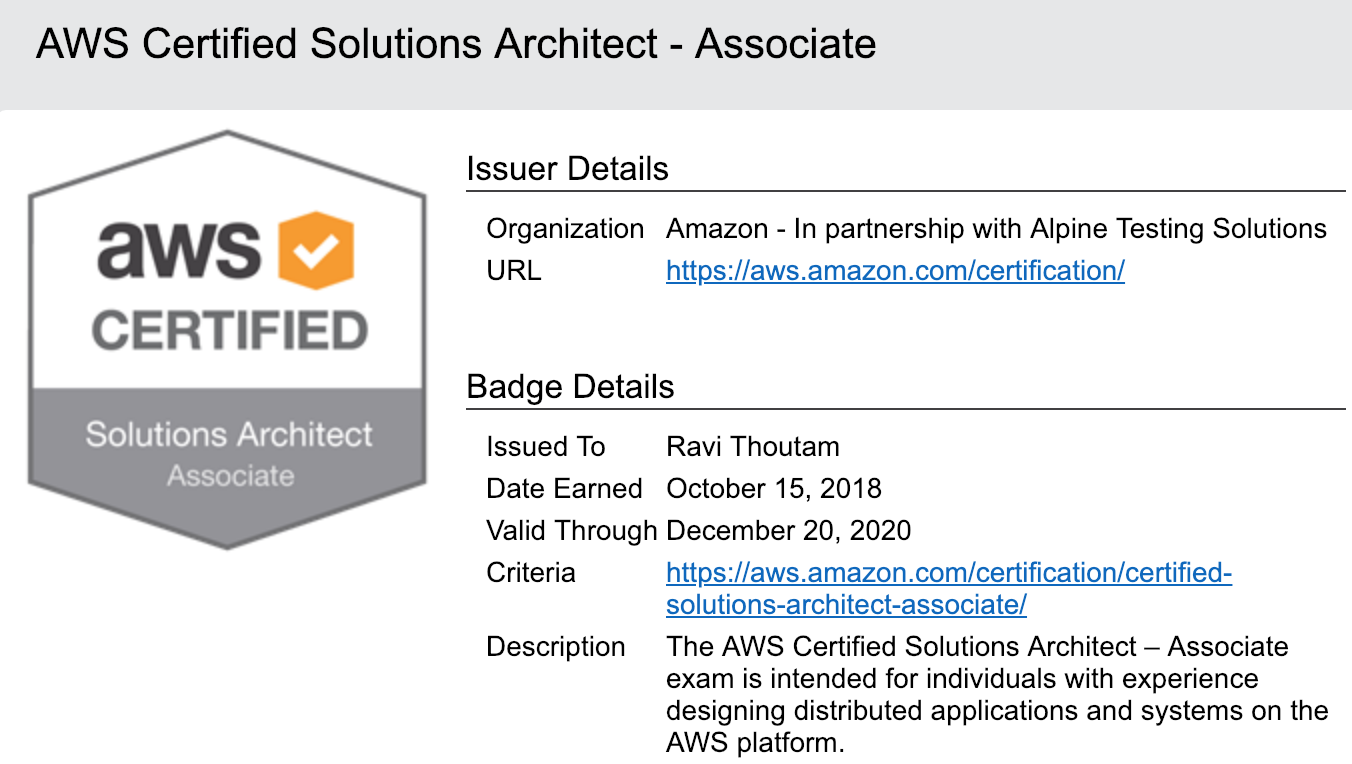 AWS Certified Solutions Architect - Associate
aws
CERTIFIED
Solutions Architect
Associate
Issuer Details
Organization Amazon - In partnership with Alpine Testing Solutions
URL https://aws.amazon.com/certification/
Badge Details
Issued To Ravi Thoutam
Date Earned October 15, 2018
Valid Through December 20, 2020
Criteria https://aws.amazon.com/certification/certified-
solutions-architect-associate/
Description The AWS Certified Solutions Architect – Associate
exam is intended for individuals with experience
designing distributed applications and systems on the
AWS platform.